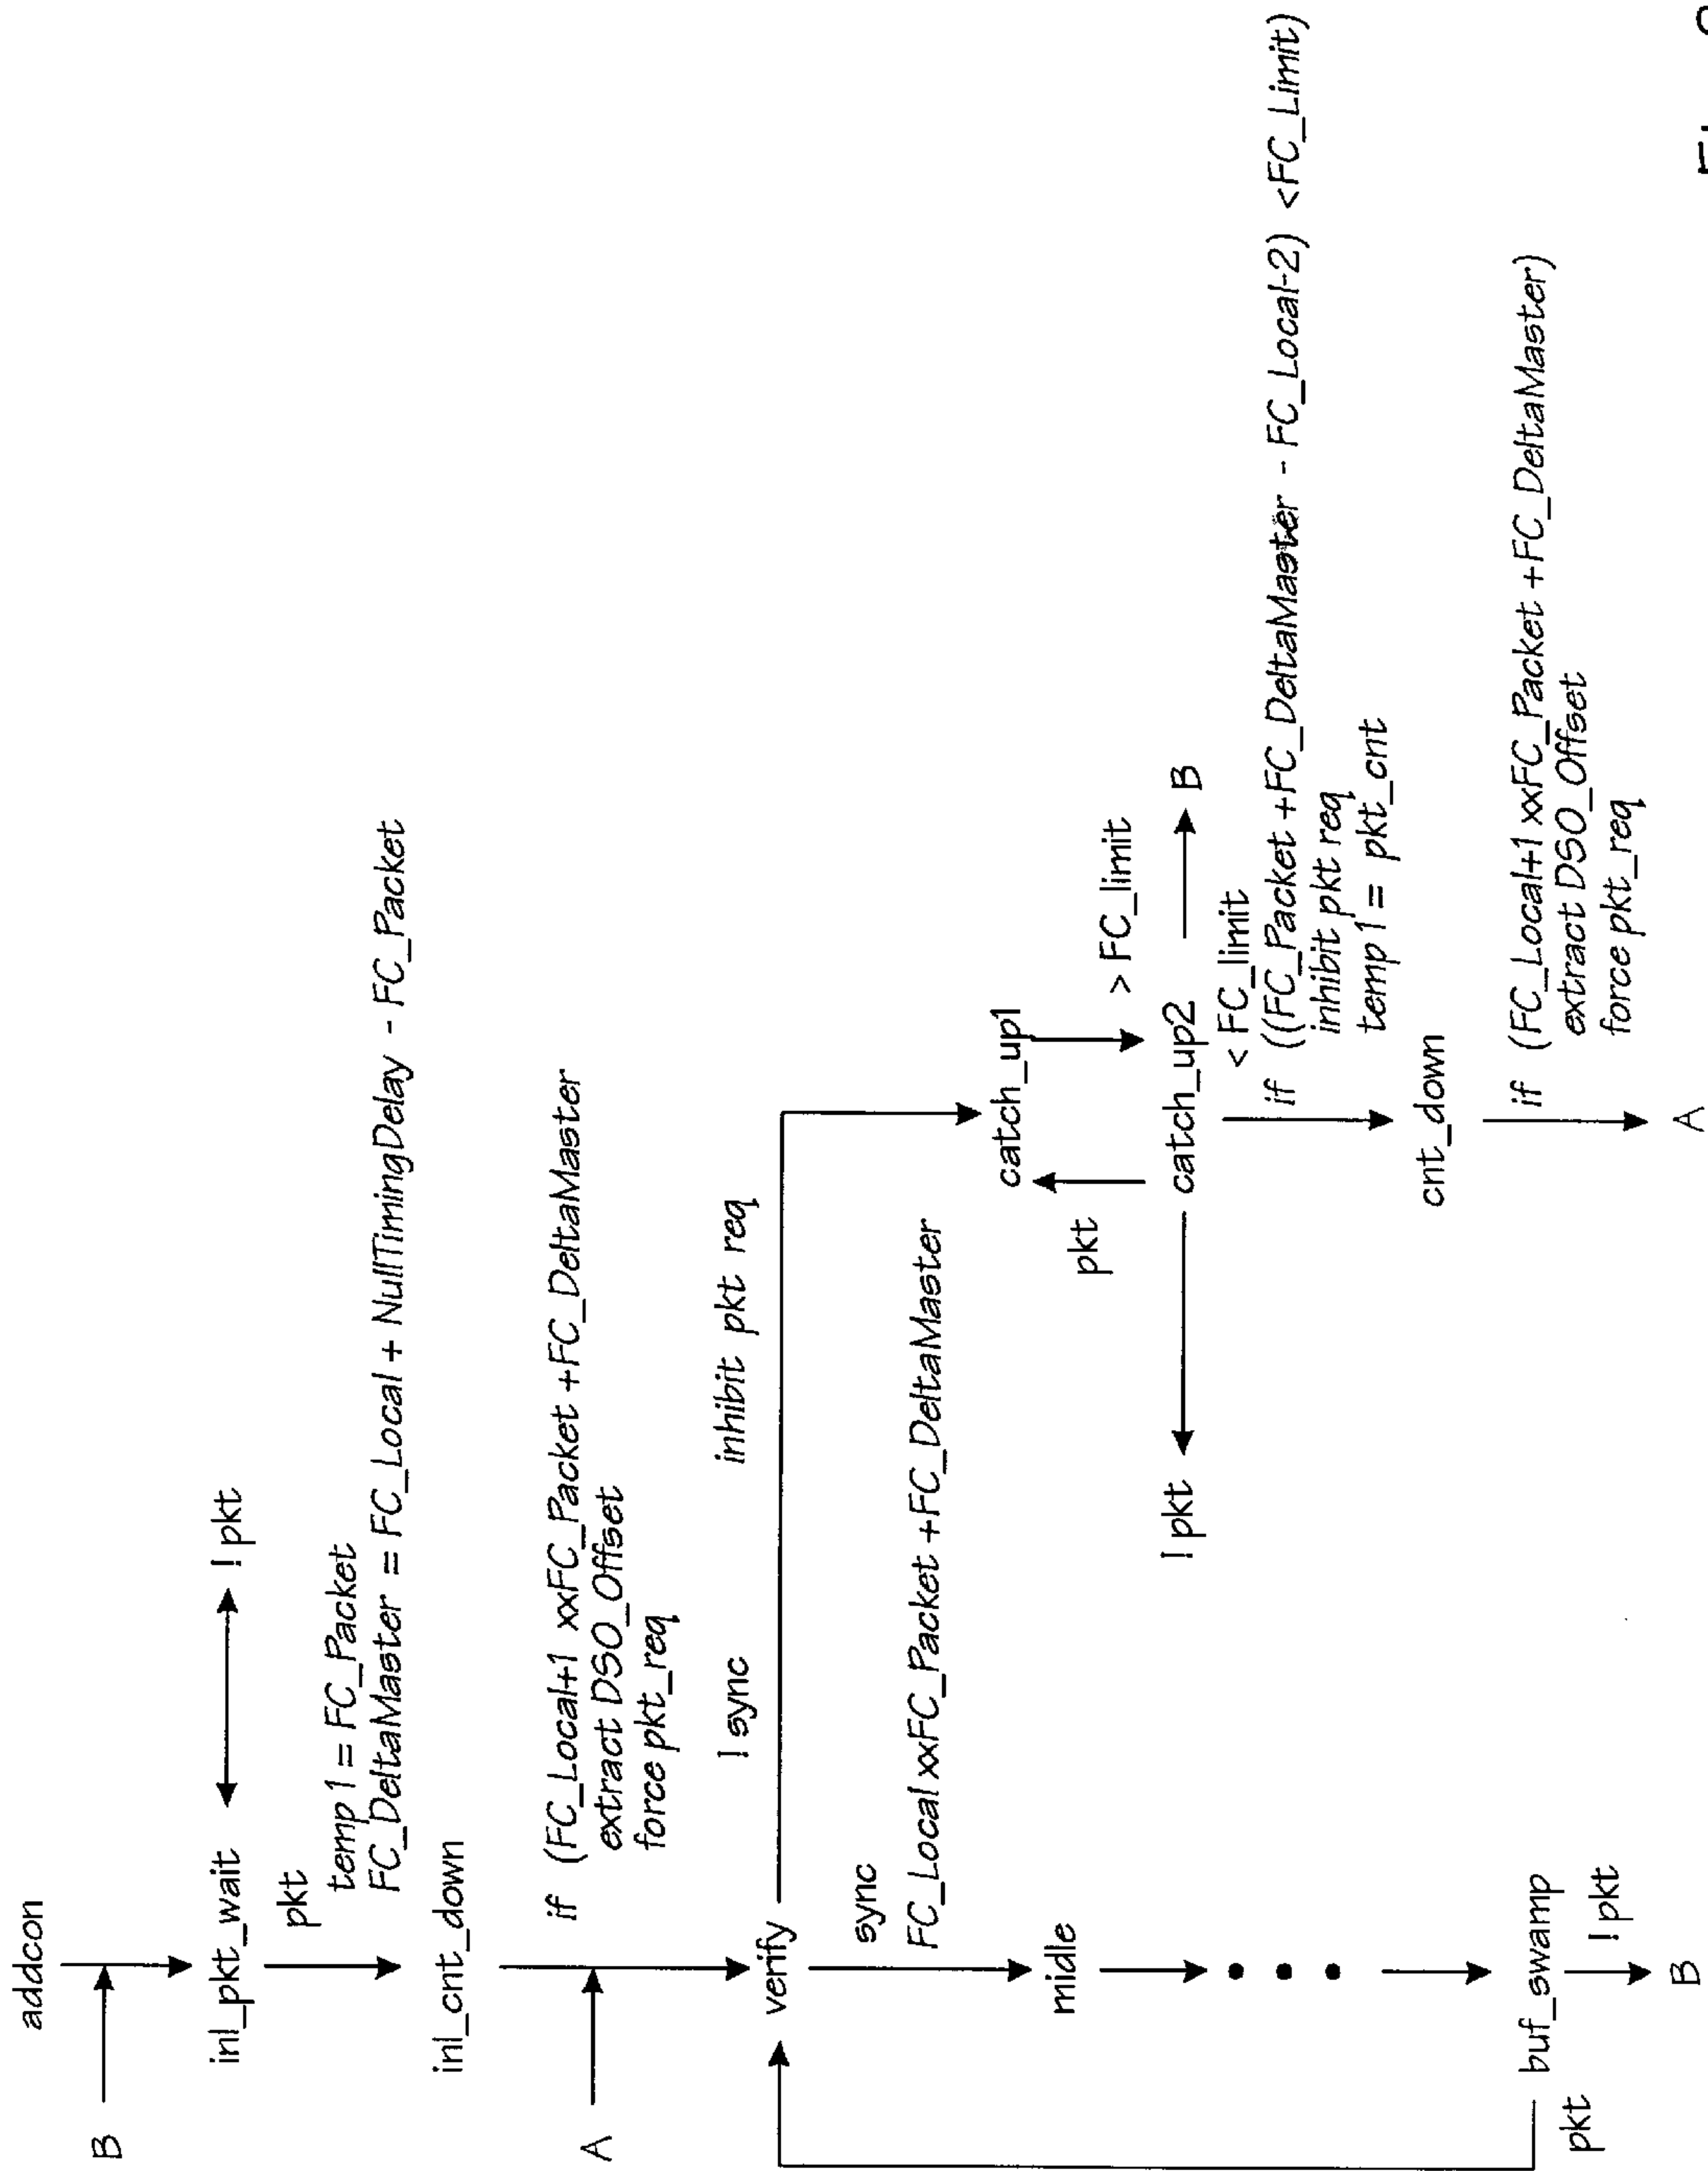 addcon
B
inl_pkt_wait
! pkt
pkt
temp 1 = FC_Packet
FC_DeltaMaster = FC_Local + NullTimingDelay - FC_Packet
inl_cnt_down
if (FC_Local+1 xxFC_Packet +FC_DeltaMaster
extract DSO_Offset
force pkt_req
A
! sync
inhibit pkt req
verify
sync
FC_Local xxFC_Packet +FC_DeltaMaster
midle
catch_up1
pkt
> FC_limit
! pkt
catch_up2
B
< FC_limit
if ((FC_Packet +FC_DeltaMaster - FC_Local-2) <FC_Limit)
inhibit pkt req
temp 1 = pkt_cnt
cnt_down
if (FC_Local+1 xxFC_Packet +FC_DeltaMaster)
extract DSO_Offset
force pkt_req
A
buf_swamp
pkt
! pkt
B